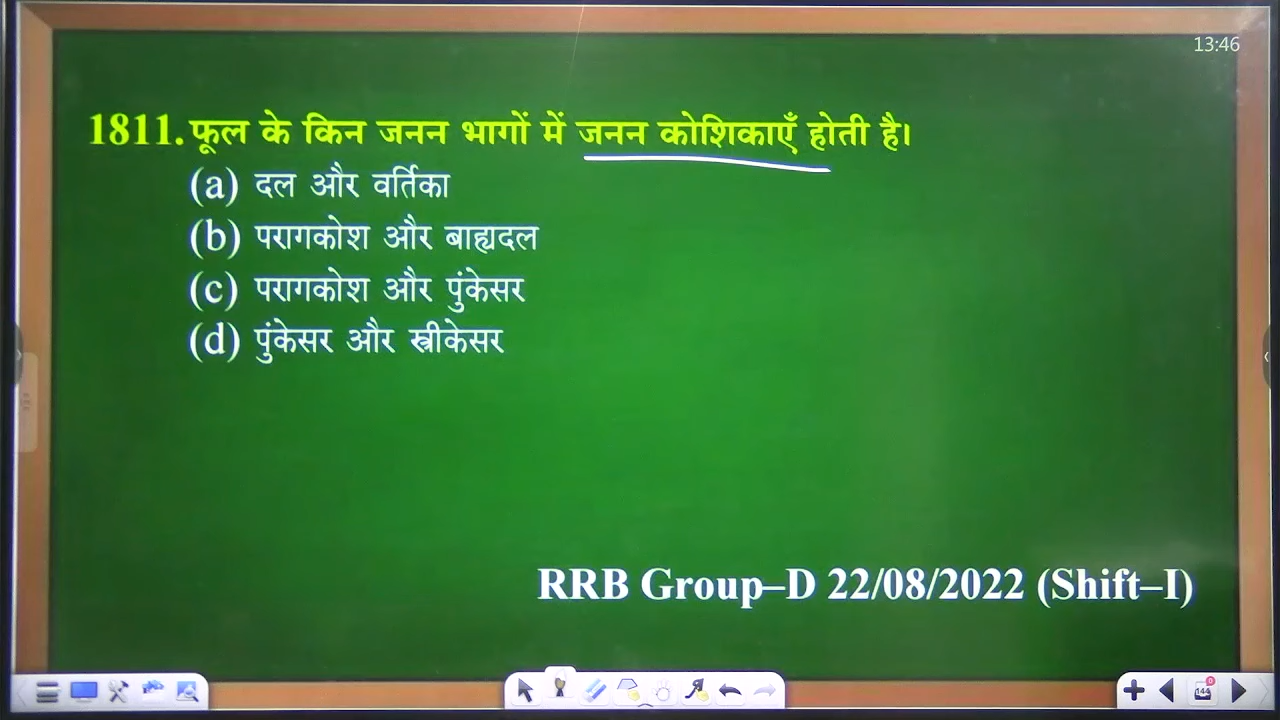 13:46
1811. फूल के किन जनन भागों में जनन कोशिकाएँ होती है।
(a) दल और वर्तिका
(b) परागकोश और बाह्यदल
(c) परागकोश और पुंकेसर
(d) पुंकेसर और स्त्रीकेसर
RRB Group–D 22/08/2022 (Shift–I)